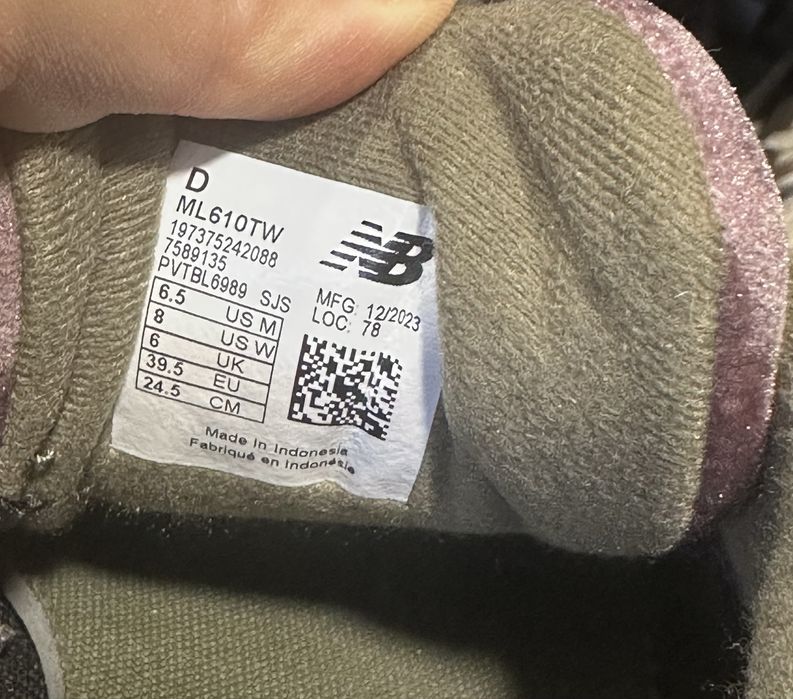 D
ML610TW
197375242088
7589135
PVTBL6989 SJS
NB
MFG: 12/2023
LOC: 78
6.5 US M
8 US W
6 UK
39.5 EU
24.5 CM
Made in Indonesia
Fabriqué en Indonésie